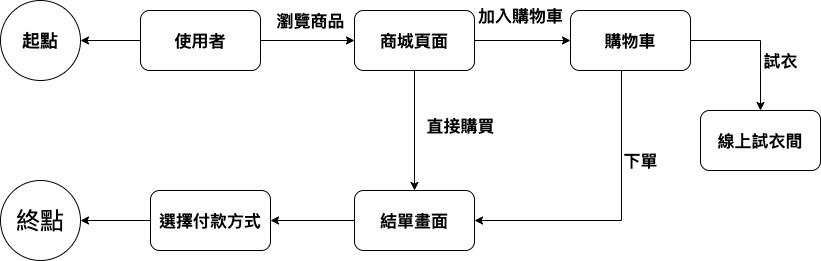 起點
使用者
瀏覽商品
商城頁面
加入購物車
購物車
試衣
線上試衣間
直接購買
下單
終點
選擇付款方式
結單畫面